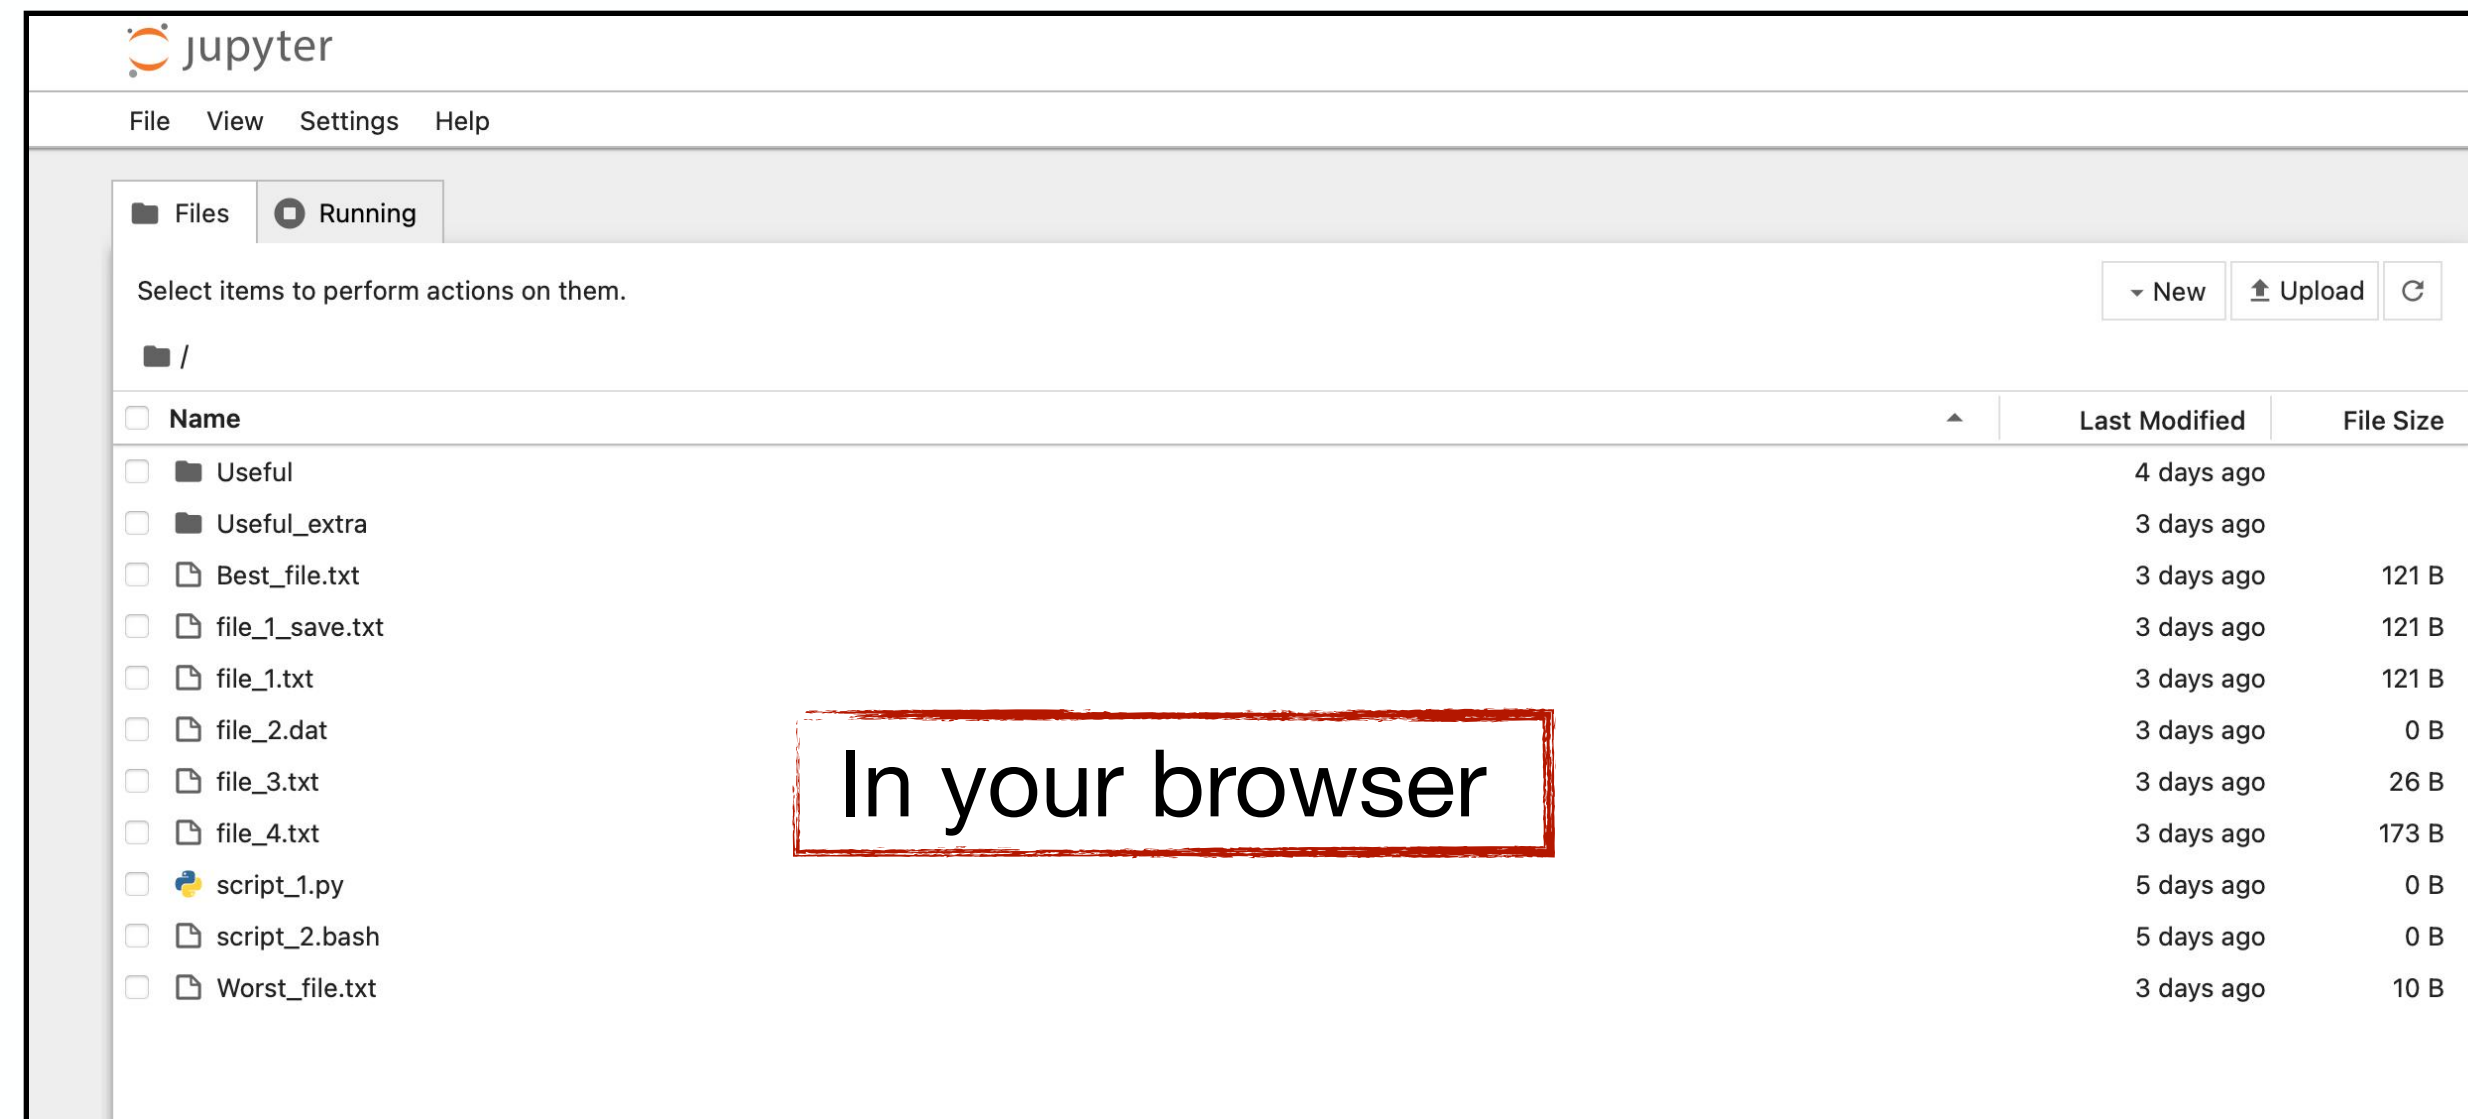 jupyter
File View Settings Help
Files Running
Select items to perform actions on them. New Upload
/
Name Last Modified File Size
Useful 4 days ago
Useful_extra 3 days ago
Best_file.txt 3 days ago 121 B
file_1_save.txt 3 days ago 121 B
file_1.txt 3 days ago 121 B
file_2.dat 3 days ago 0 B
file_3.txt 3 days ago 26 B
file_4.txt 3 days ago 173 B
script_1.py 5 days ago 0 B
script_2.bash 5 days ago 0 B
Worst_file.txt 3 days ago 10 B
In your browser